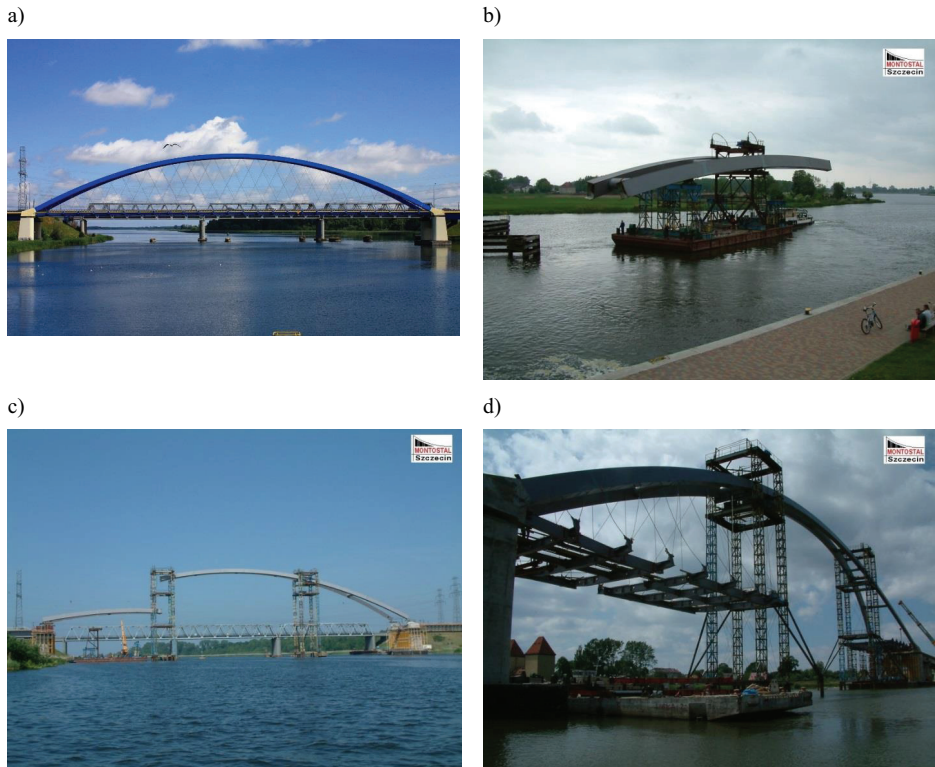 a)
b)
MONTOSTAL
Szczecin
c)
d)
MONTOSTAL
Szczecin
MONTOSTAL
Szczecin